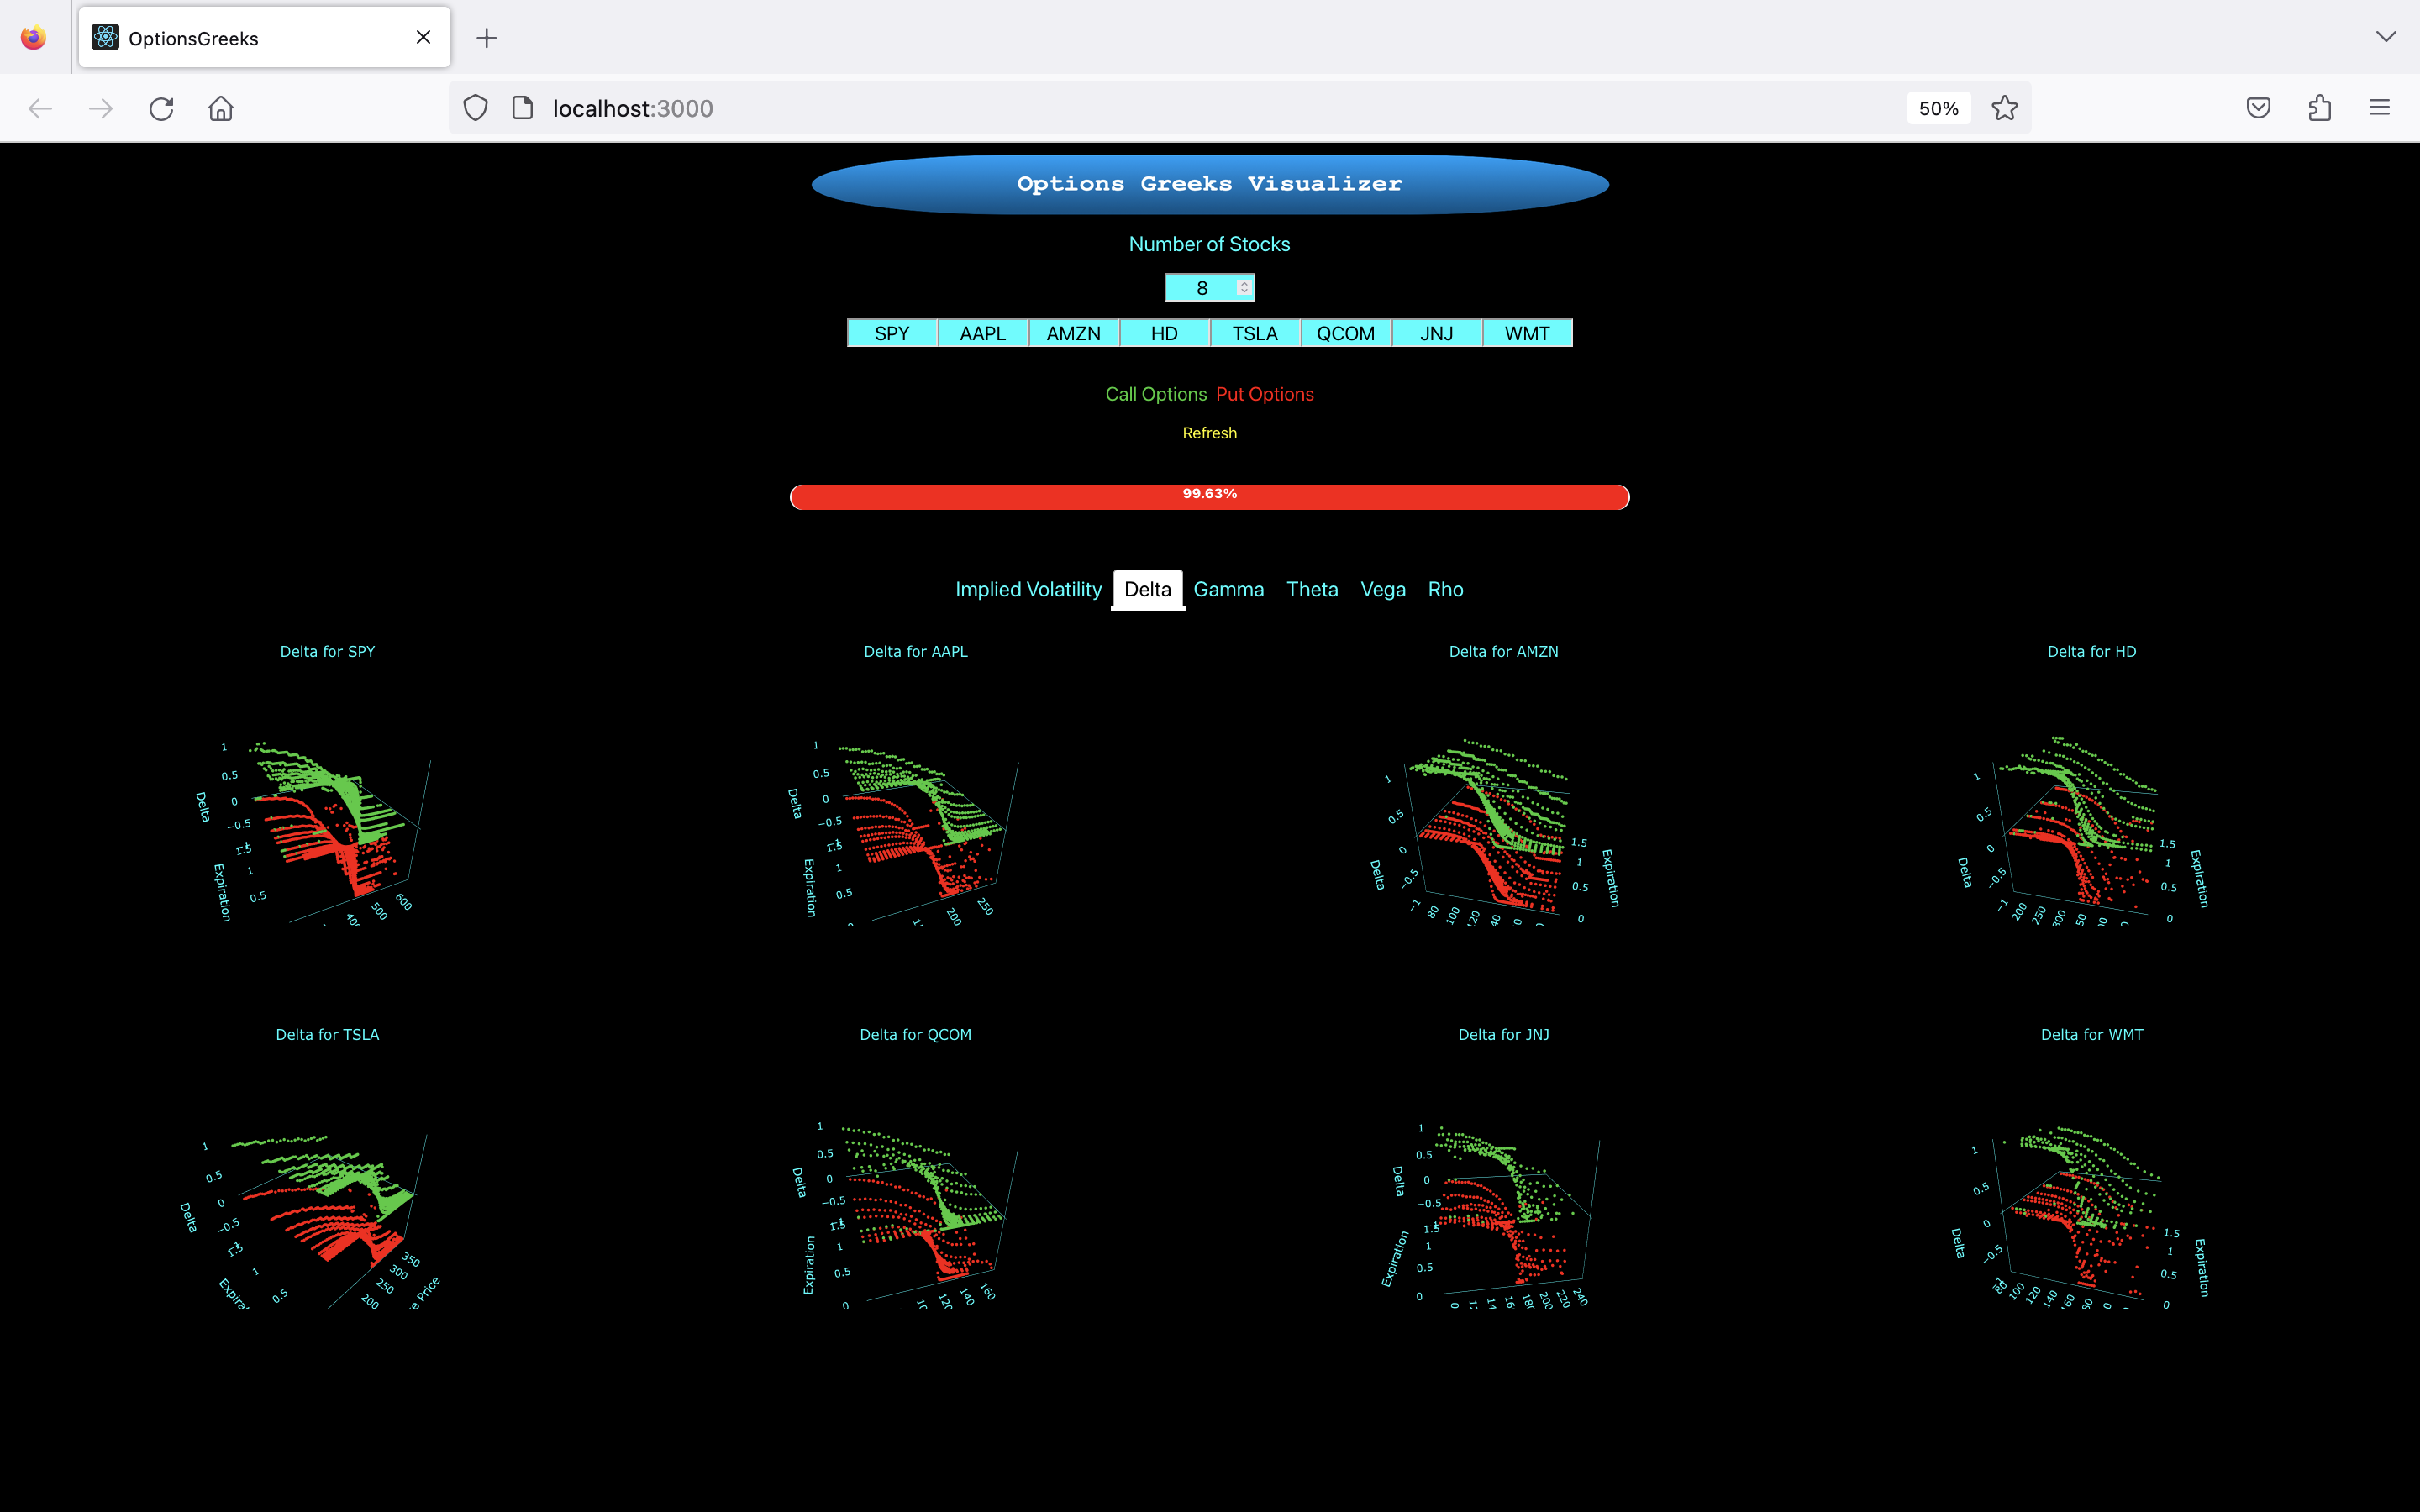 OptionsGreeks
localhost:3000
50%
Options Greeks Visualizer
Number of Stocks
8
SPY AAPL AMZN HD TSLA QCOM JNJ WMT
Call Options Put Options
Refresh
99.63%
Implied Volatility Delta Gamma Theta Vega Rho
Delta for SPY
1
0.5
0
−0.5
1.5
1
0.5
Delta
Expiration
500
600
Delta for AAPL
1
0.5
0
−0.5
1.5
1
0.5
Delta
Expiration
200
250
Delta for AMZN
1
0.5
0
−0.5
−1
Delta
80
100
120
1.5
1
0.5
0
Expiration
Delta for HD
1
0.5
0
−0.5
−1
Delta
200
250
1.5
1
0.5
0
Expiration
Delta for TSLA
1
0.5
0
−0.5
1.5
1
0.5
Delta
200
250
300
350
Delta for QCOM
1
0.5
0
−0.5
1.5
1
0.5
0
Delta
Expiration
140
160
Delta for JNJ
1
0.5
0
−0.5
1.5
1
0.5
0
Delta
Expiration
200
220
240
Delta for WMT
1
0.5
0
−0.5
Delta
80
100
120
140
160
1.5
1
0.5
0
Expiration